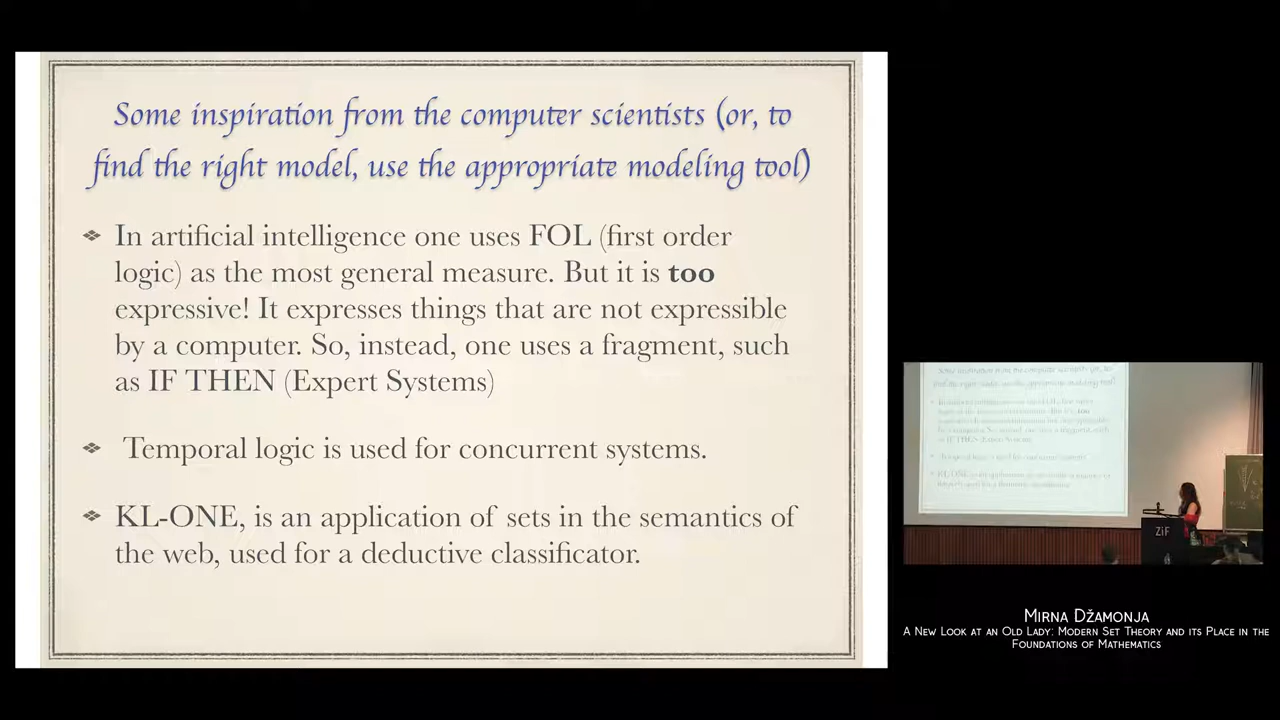 Some inspiration from the computer scientists (or, to
find the right model, use the appropriate modeling tool)
In artificial intelligence one uses FOL (first order
logic) as the most general measure. But it is too
expressive! It expresses things that are not expressible
by a computer. So, instead, one uses a fragment, such
as IF THEN (Expert Systems)
Temporal logic is used for concurrent systems.
KL-ONE, is an application of sets in the semantics of
the web, used for a deductive classificator.
ZiF
Mirna Džamonja
A New Look at an Old Lady: Modern Set Theory and its Place in the
Foundations of Mathematics